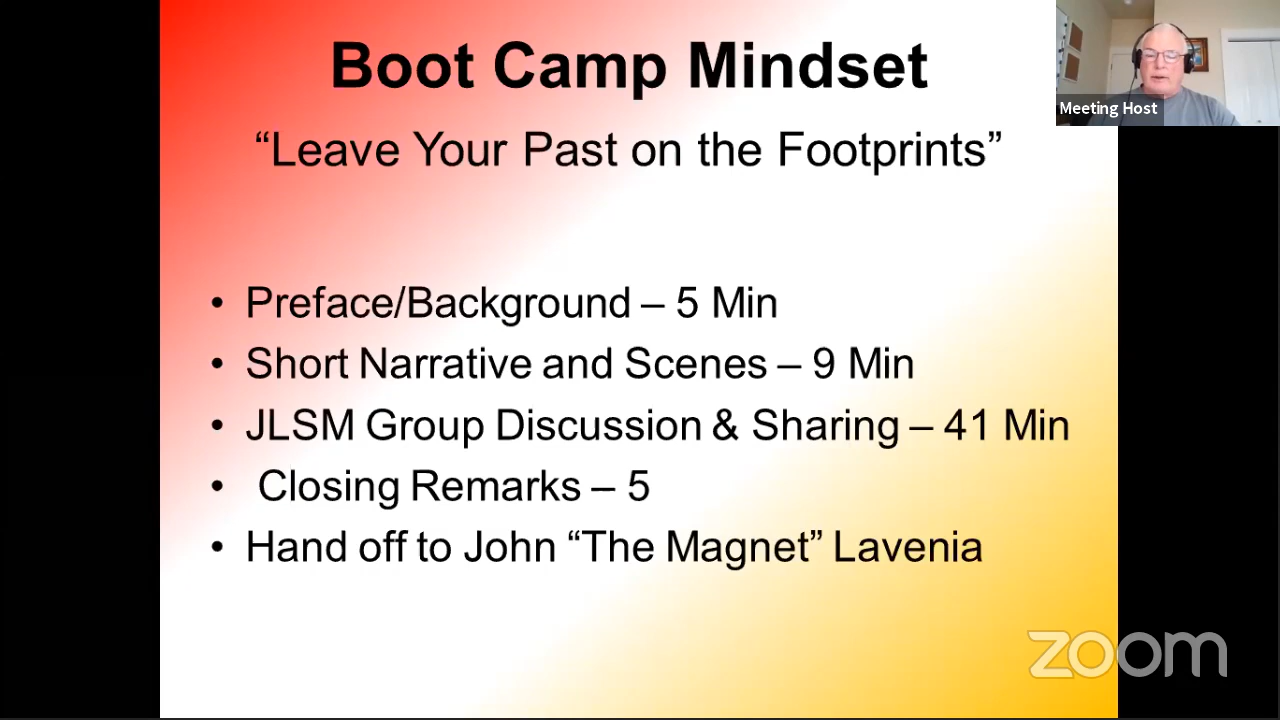 Boot Camp Mindset
“Leave Your Past on the Footprints”
• Preface/Background – 5 Min
• Short Narrative and Scenes – 9 Min
• JLSM Group Discussion & Sharing – 41 Min
• Closing Remarks – 5
• Hand off to John “The Magnet” Lavenia
Meeting Host
zoom